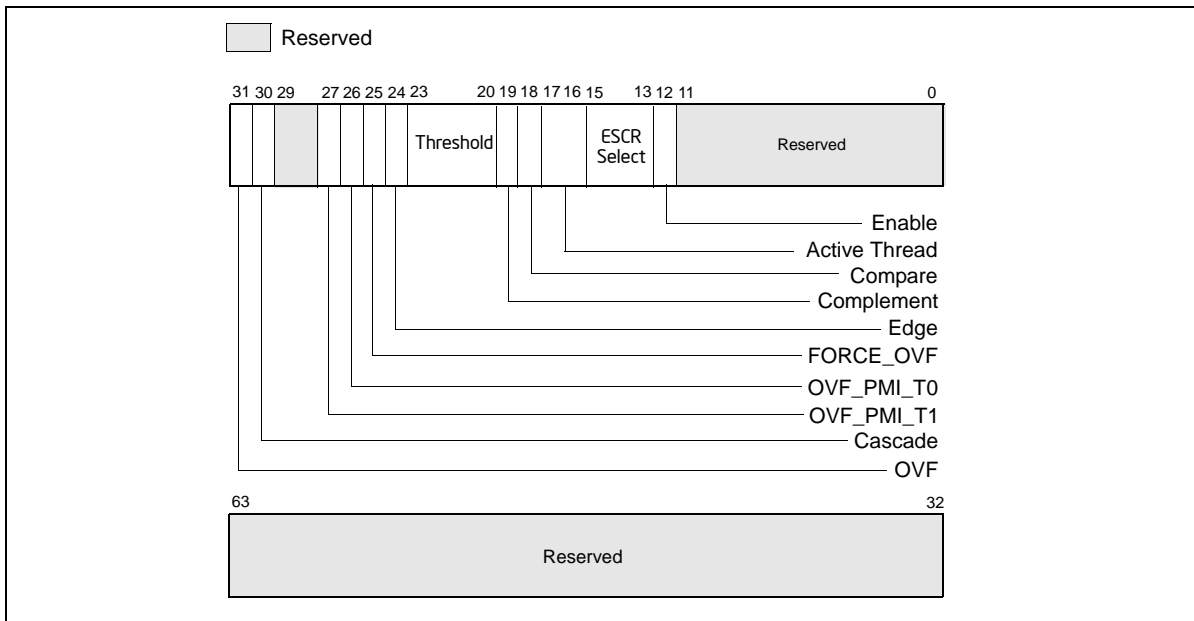 Reserved
31 30 29 27 26 25 24 23 20 19 18 17 16 15 13 12 11 0
Threshold
ESCR
Select
Reserved
Enable
Active Thread
Compare
Complement
Edge
FORCE_OVF
OVF_PMI_T0
OVF_PMI_T1
Cascade
OVF
63 32
Reserved